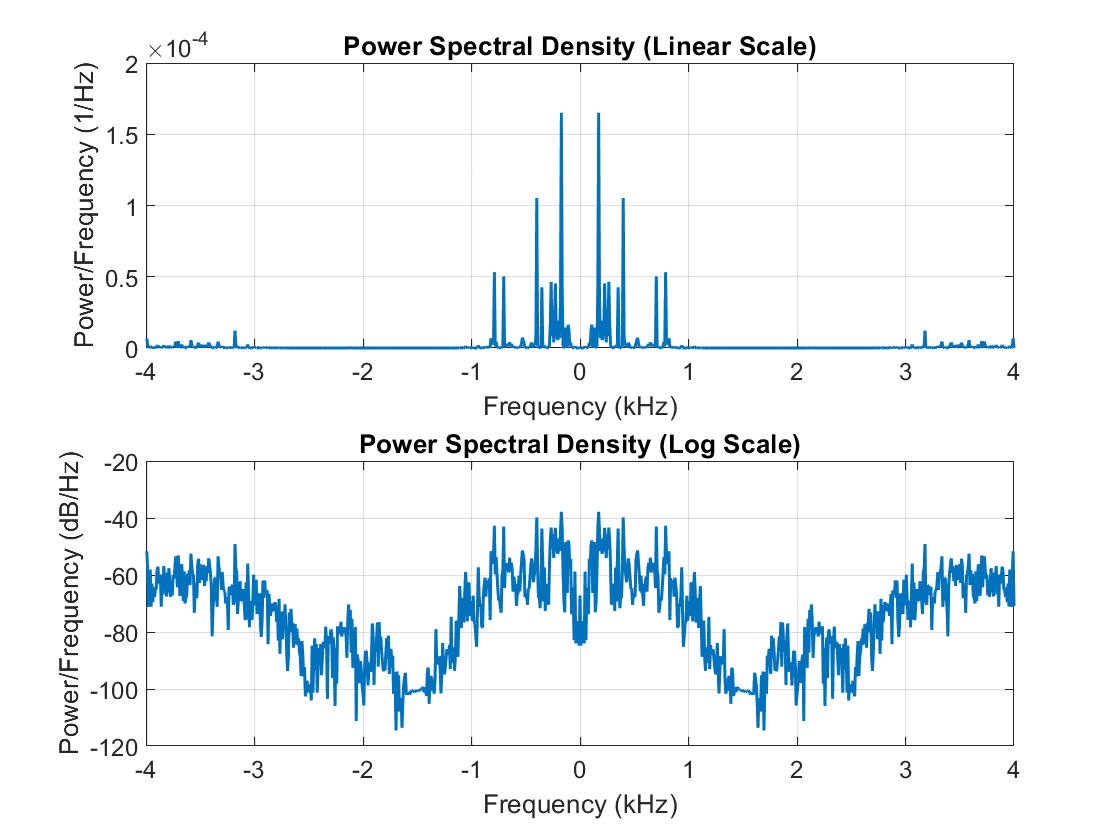 Power Spectral Density (Linear Scale)
×10-4
2
1.5
1
0.5
0
Power/Frequency (1/Hz)
-4 -3 -2 -1 0 1 2 3 4
Frequency (kHz)
Power Spectral Density (Log Scale)
-20
-40
-60
-80
-100
-120
Power/Frequency (dB/Hz)
-4 -3 -2 -1 0 1 2 3 4
Frequency (kHz)